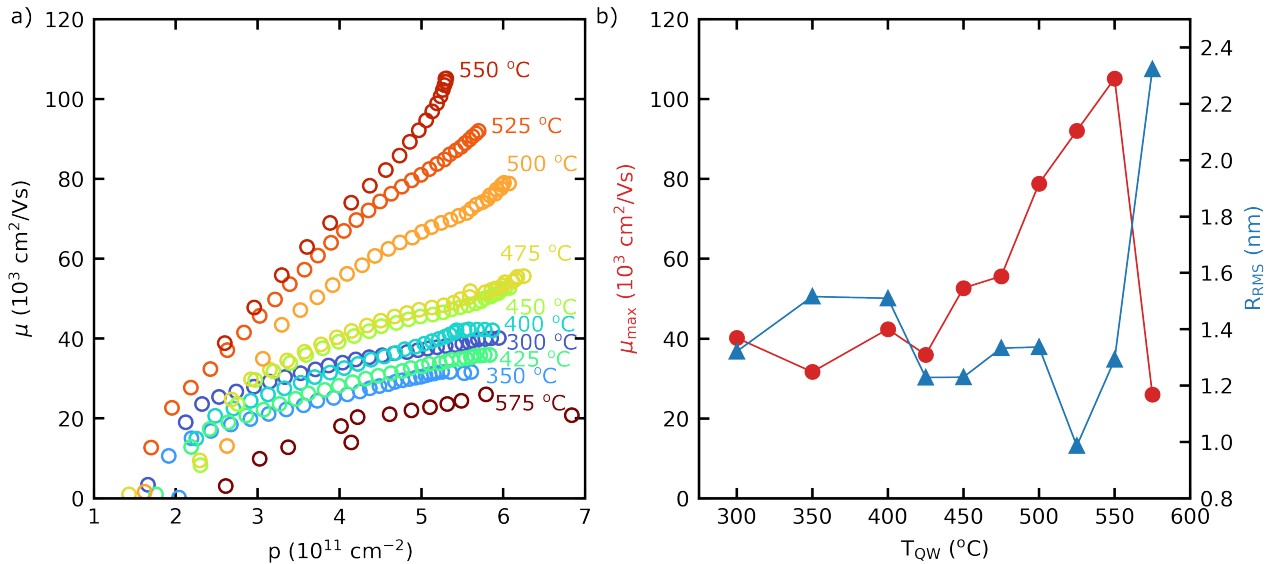 a)
120
100
80
60
40
20
0
μ (10³ cm²/Vs)
1 2 3 4 5 6 7
p (10¹¹ cm⁻²)
550 °C
525 °C
500 °C
475 °C
450 °C
400 °C
300 °C
425 °C
350 °C
575 °C
b)
120
100
80
60
40
20
0
μmax (10³ cm²/Vs)
300 350 400 450 500 550 600
TQW (°C)
2.4
2.2
2.0
1.8
1.6
1.4
1.2
1.0
0.8
RRMS (nm)